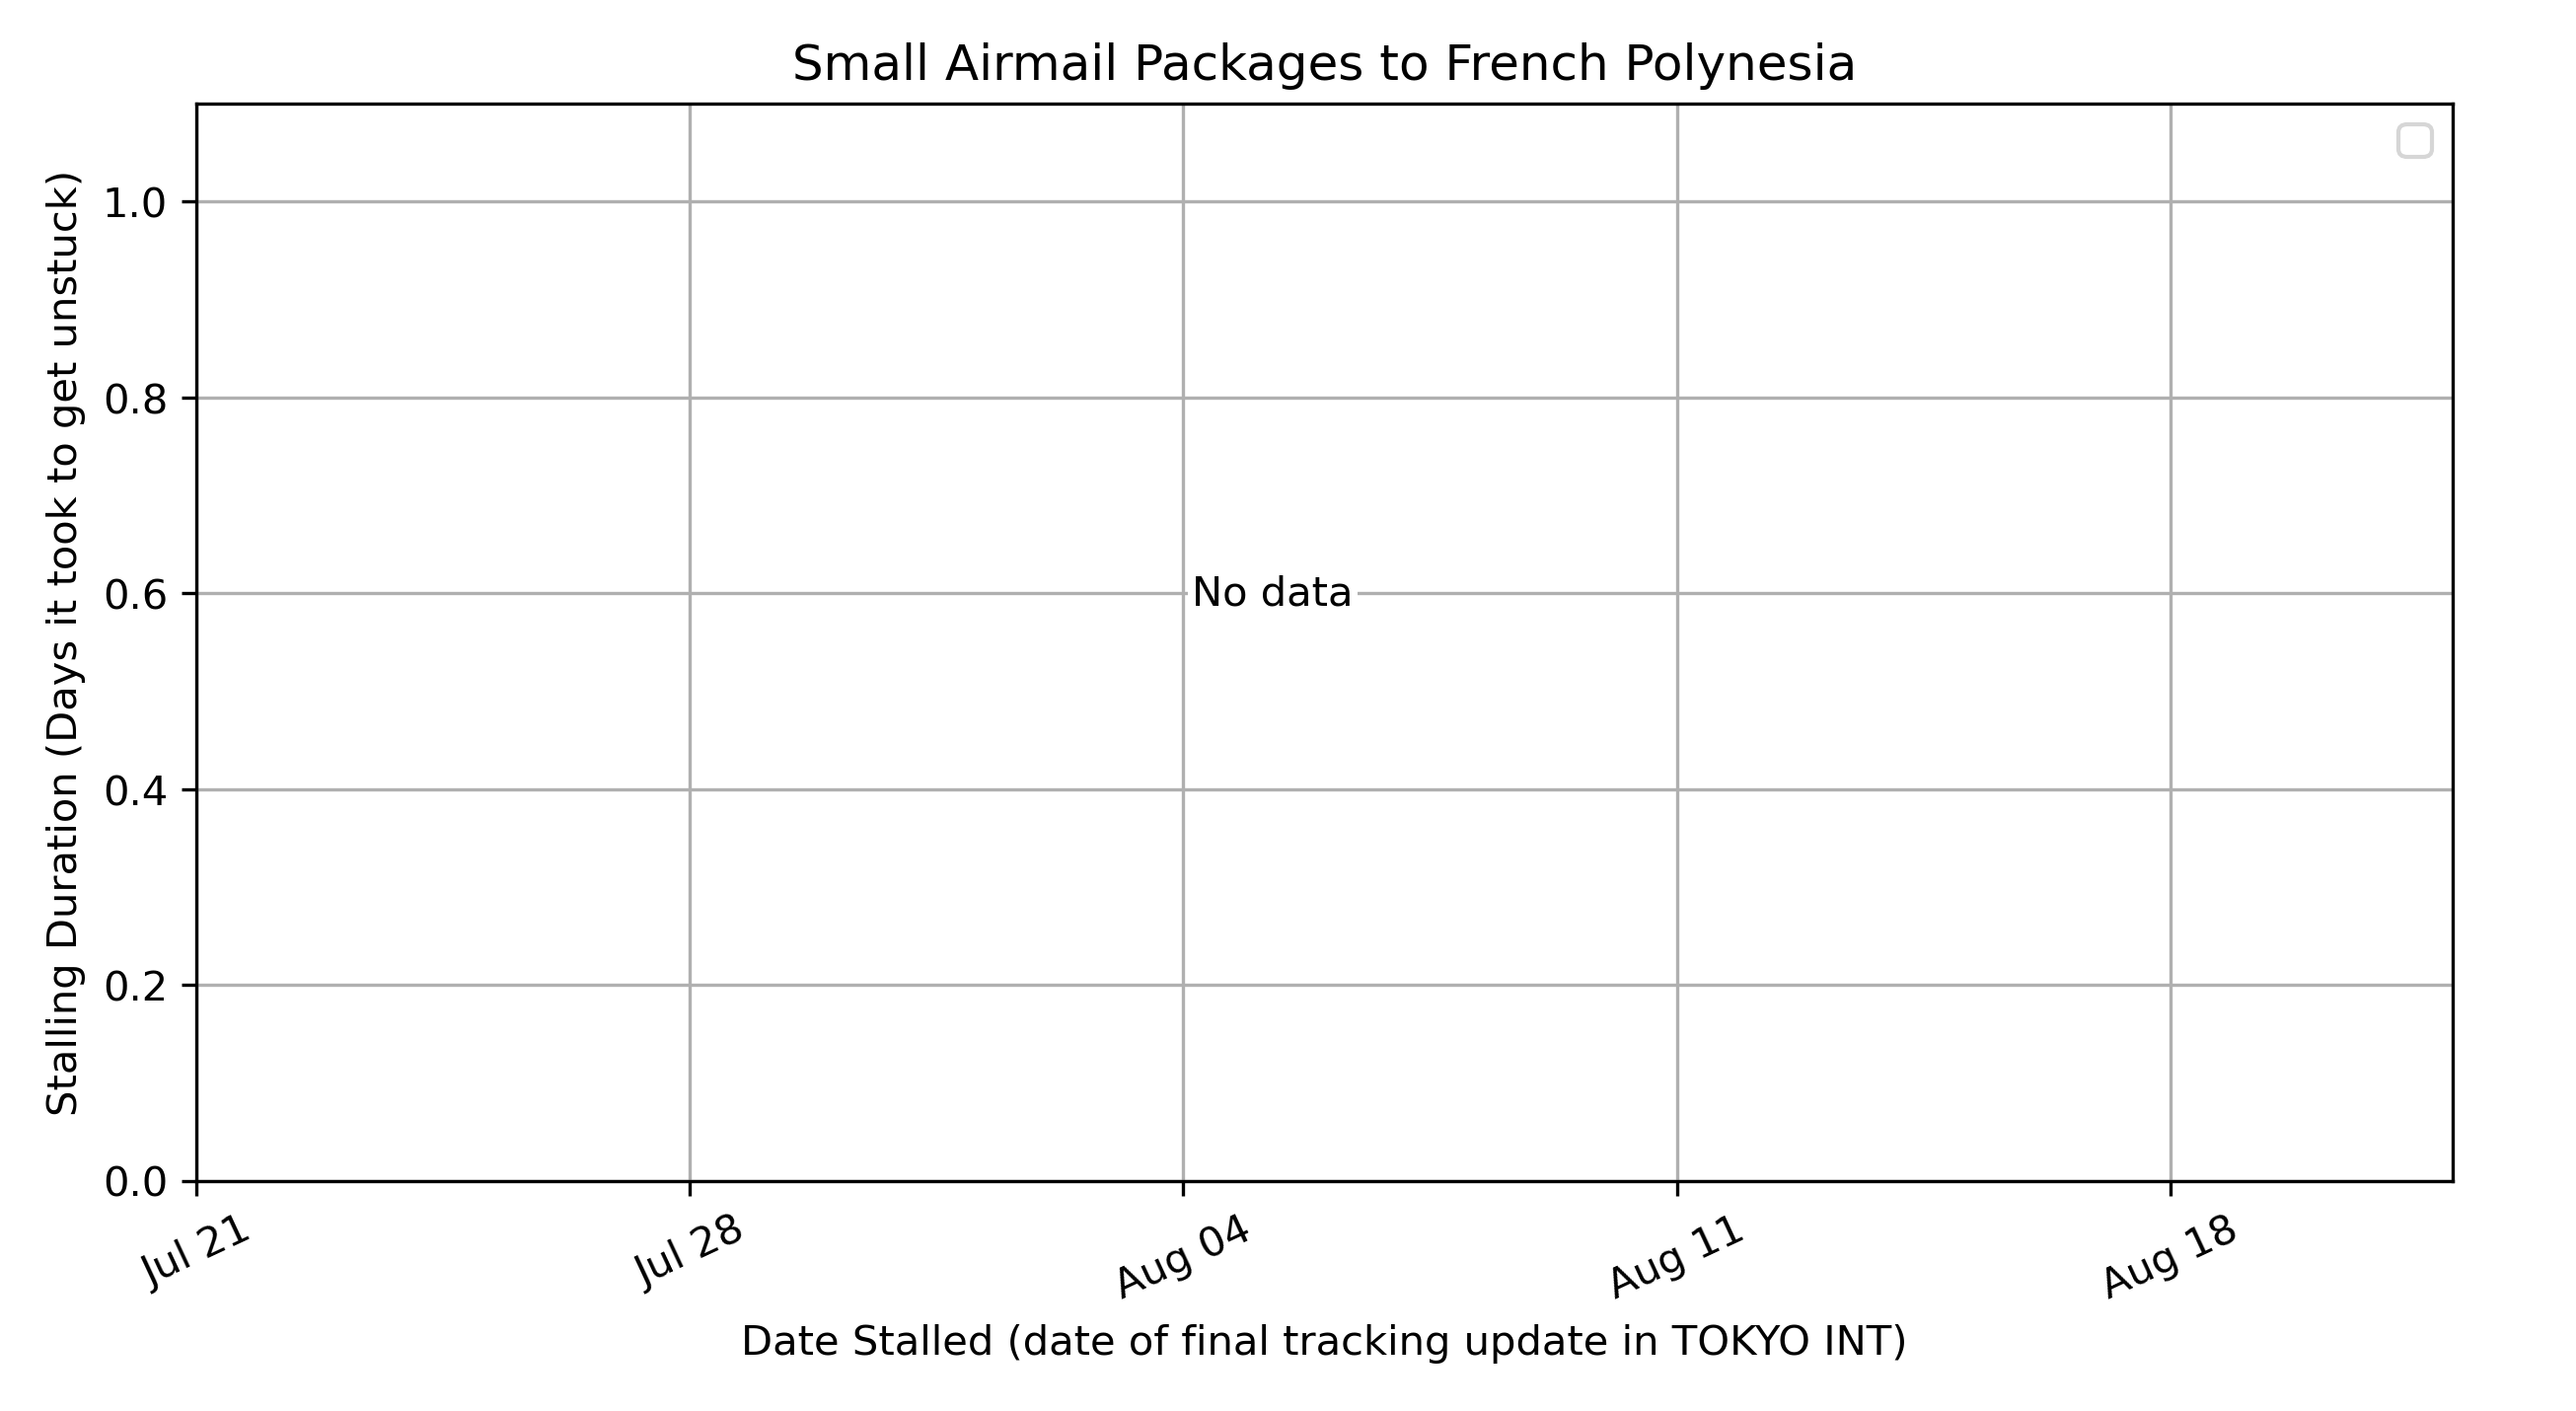 Small Airmail Packages to French Polynesia
Stalling Duration (Days it took to get unstuck)
1.0
0.8
0.6
0.4
0.2
0.0
No data
Jul 21
Jul 28
Aug 04
Aug 11
Aug 18
Date Stalled (date of final tracking update in TOKYO INT)